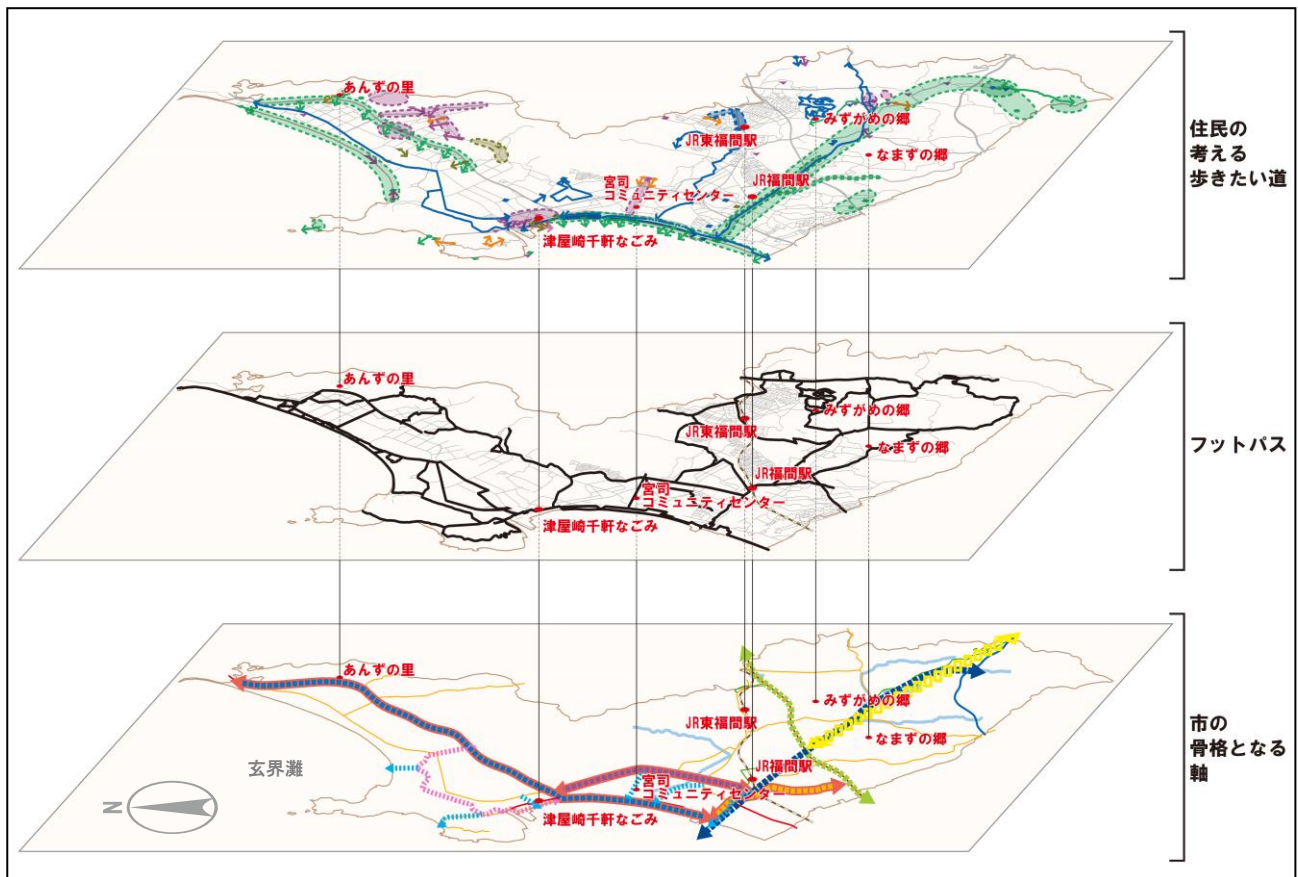 あんずの里
みずがめの郷
JR東福間駅
なまずの郷
宮司
コミュニティセンター
JR福間駅
津屋崎千軒なごみ
住民の
考える
歩きたい道
あんずの里
みずがめの郷
JR東福間駅
なまずの郷
JR福間駅
宮司
コミュニティセンター
津屋崎千軒なごみ
フットパス
あんずの里
みずがめの郷
JR東福間駅
なまずの郷
玄界灘
JR福間駅
宮司
コミュニティセンター
N
津屋崎千軒なごみ
市の
骨格となる
軸